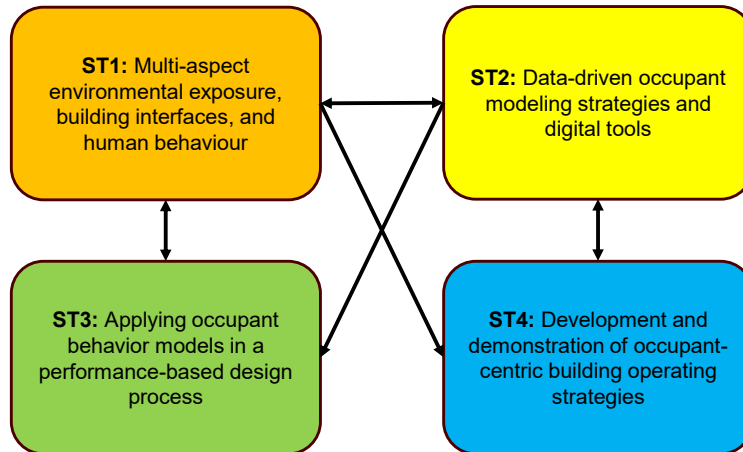 ST1: Multi-aspect
environmental exposure,
building interfaces, and
human behaviour
ST2: Data-driven occupant
modeling strategies and
digital tools
ST3: Applying occupant
behavior models in a
performance-based design
process
ST4: Development and
demonstration of occupant-
centric building operating
strategies